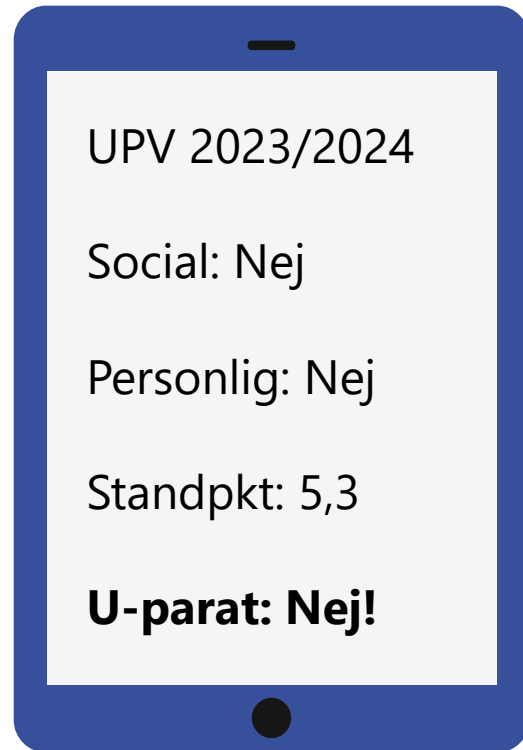 UPV 2023/2024
Social: Nej
Personlig: Nej
Standpkt: 5,3
U-parat: Nej!